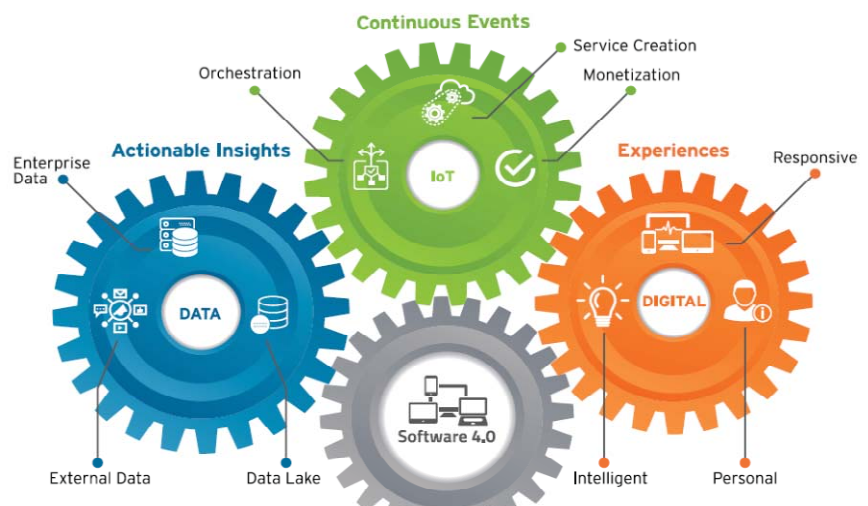 Continuous Events
Service Creation
Orchestration
Monetization
Actionable Insights
Experiences
Enterprise
Data
Responsive
IoT
DATA
DIGITAL
Software 4.0
External Data
Data Lake
Intelligent
Personal